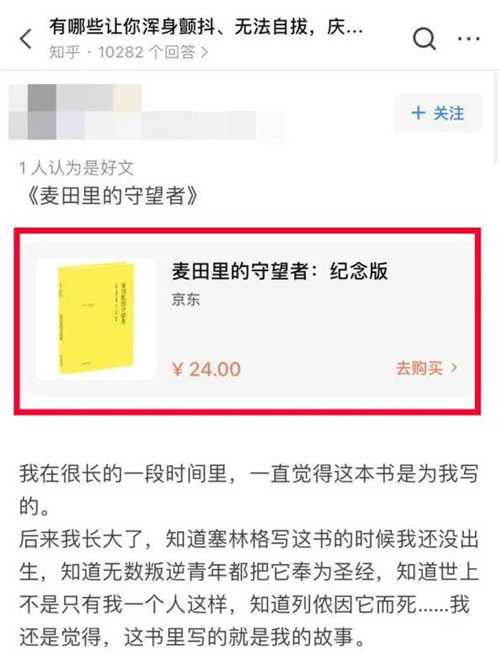 有哪些让你浑身颤抖、无法自拔，庆...
知乎 · 10282 个回答 >
+ 关注
1 人认为是好文
《麦田里的守望者》
麦田里的守望者：纪念版
京东
¥ 24.00
去购买 >
麦田里的守望者
我在很长的一段时间里，一直觉得这本书是为我写
的。
后来我长大了，知道塞林格写这书的时候我还没出
生，知道无数叛逆青年都把它奉为圣经，知道世上
不是只有我一个人这样，知道列侬因它而死......我
还是觉得，这书里写的就是我的故事。